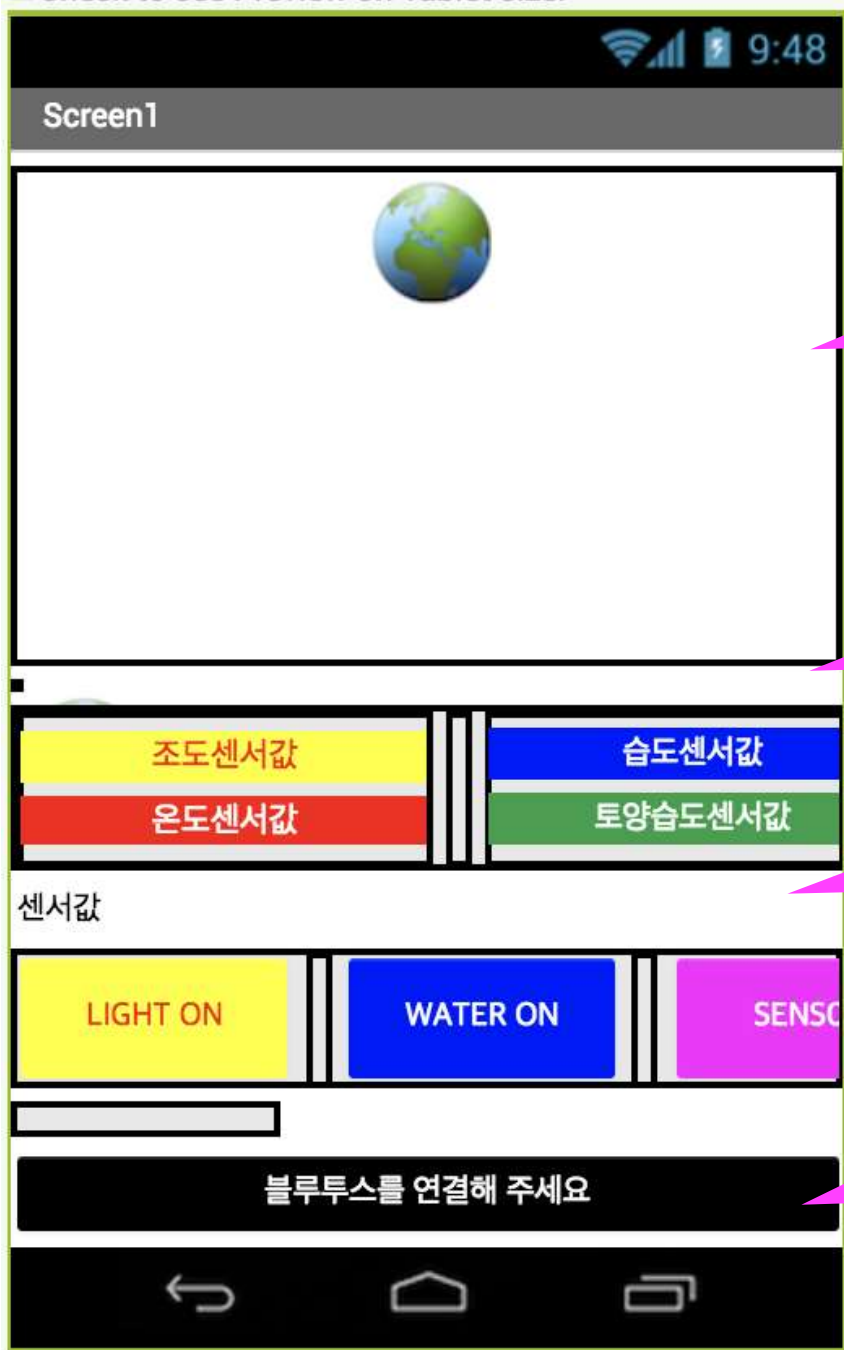 9:48
Screen1
조도센서값
습도센서값
온도센서값
토양습도센서값
센서값
LIGHT ON
WATER ON
블루투스를 연결해 주세요